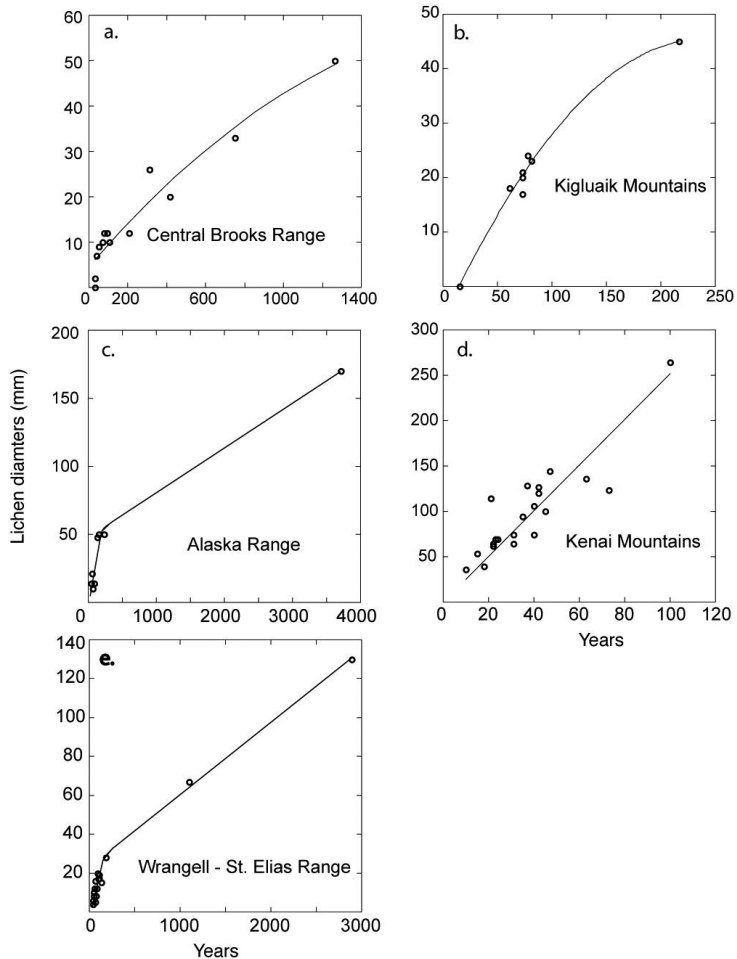 a.
60
50
40
30
20
10
0 200 600 1000 1400
Central Brooks Range
b.
50
40
30
20
10
0 50 100 150 200 250
Kigluaik Mountains
Lichen diamters (mm)
c.
200
150
100
50
0 1000 2000 3000 4000
Alaska Range
d.
300
250
200
150
100
50
20 40 60 80 100 120
Kenai Mountains
Years
e.
140
120
100
80
60
40
20
0 1000 2000 3000
Wrangell - St. Elias Range
Years